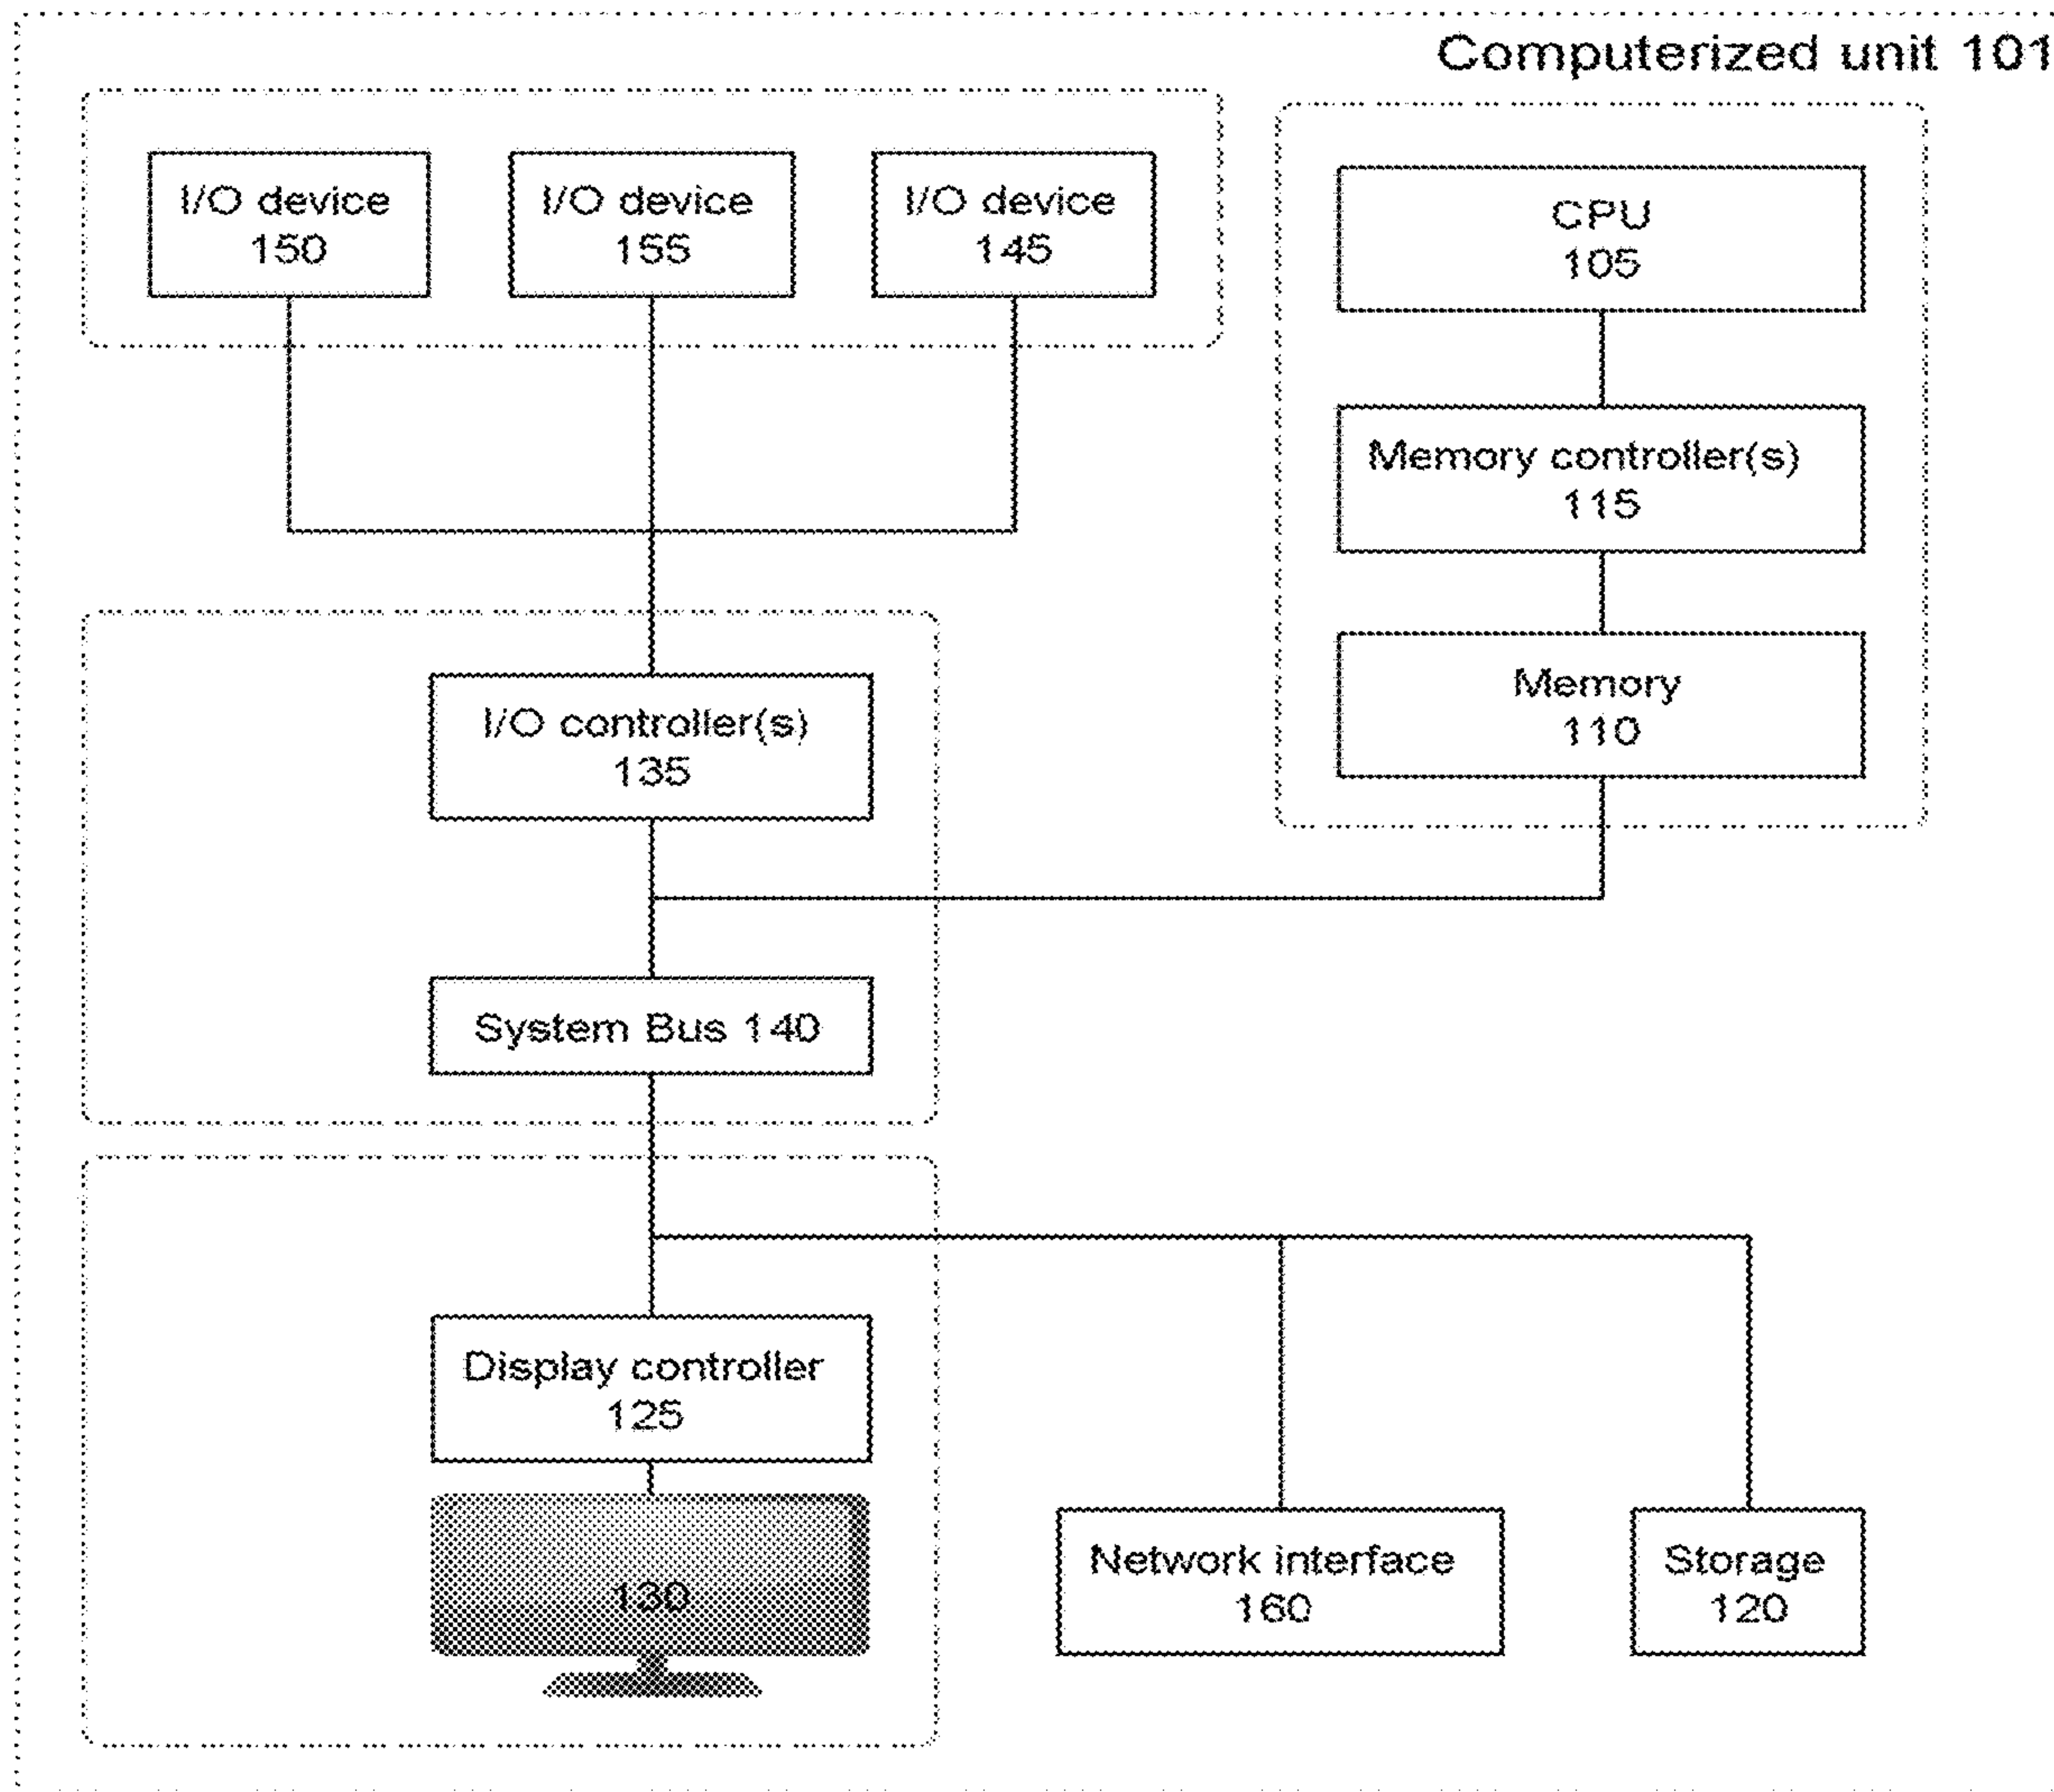 Computerized unit 101
I/O device
150
I/O device
155
I/O device
145
CPU
105
Memory controller(s)
115
Memory
110
I/O controller(s)
135
System Bus 140
Display controller
125
130
Network interface
160
Storage
120